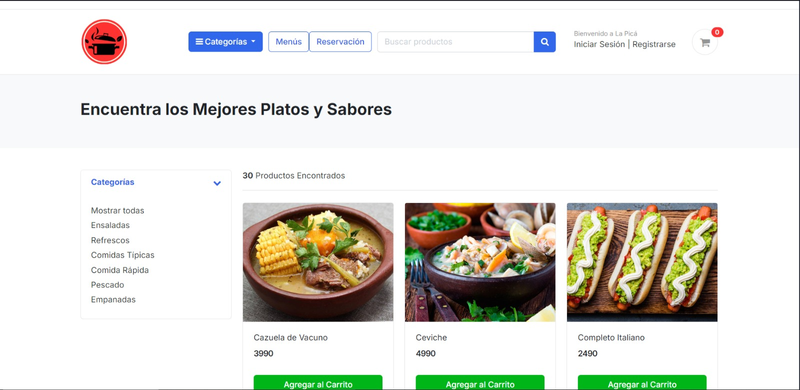 Categorías
Menús
Reservación
Buscar productos
Bienvenido a La Picá
Iniciar Sesión | Registrarse
0
Encuentra los Mejores Platos y Sabores
Categorías
Mostrar todas
Ensaladas
Refrescos
Comidas Típicas
Comida Rápida
Pescado
Empanadas
30 Productos Encontrados
Cazuela de Vacuno
3990
Agregar al Carrito
Ceviche
4990
Agregar al Carrito
Completo Italiano
2490
Agregar al Carrito